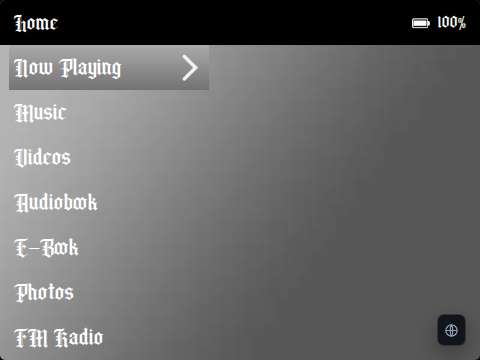 Home
100%
Now Playing
Music
Videos
Audiobook
E-Book
Photos
FM Radio